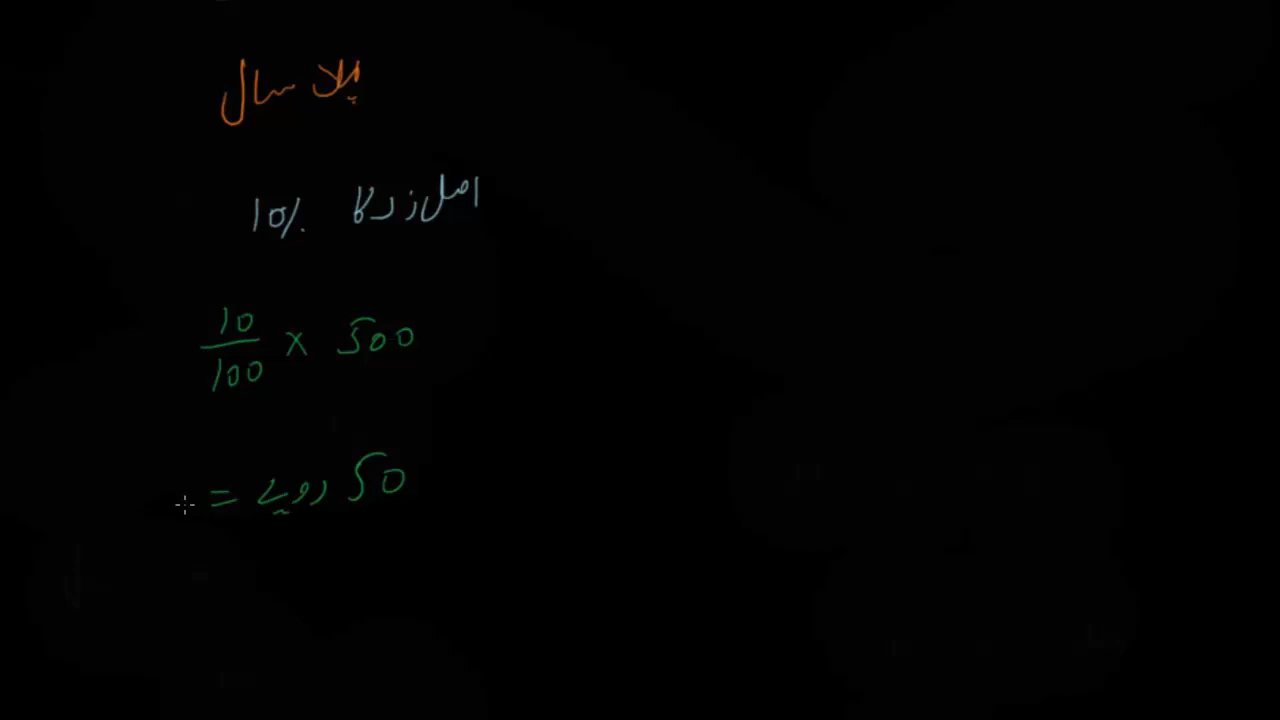 پہلا سال
اصل زر کا 10%
10/100 × 500
= 50 روپے